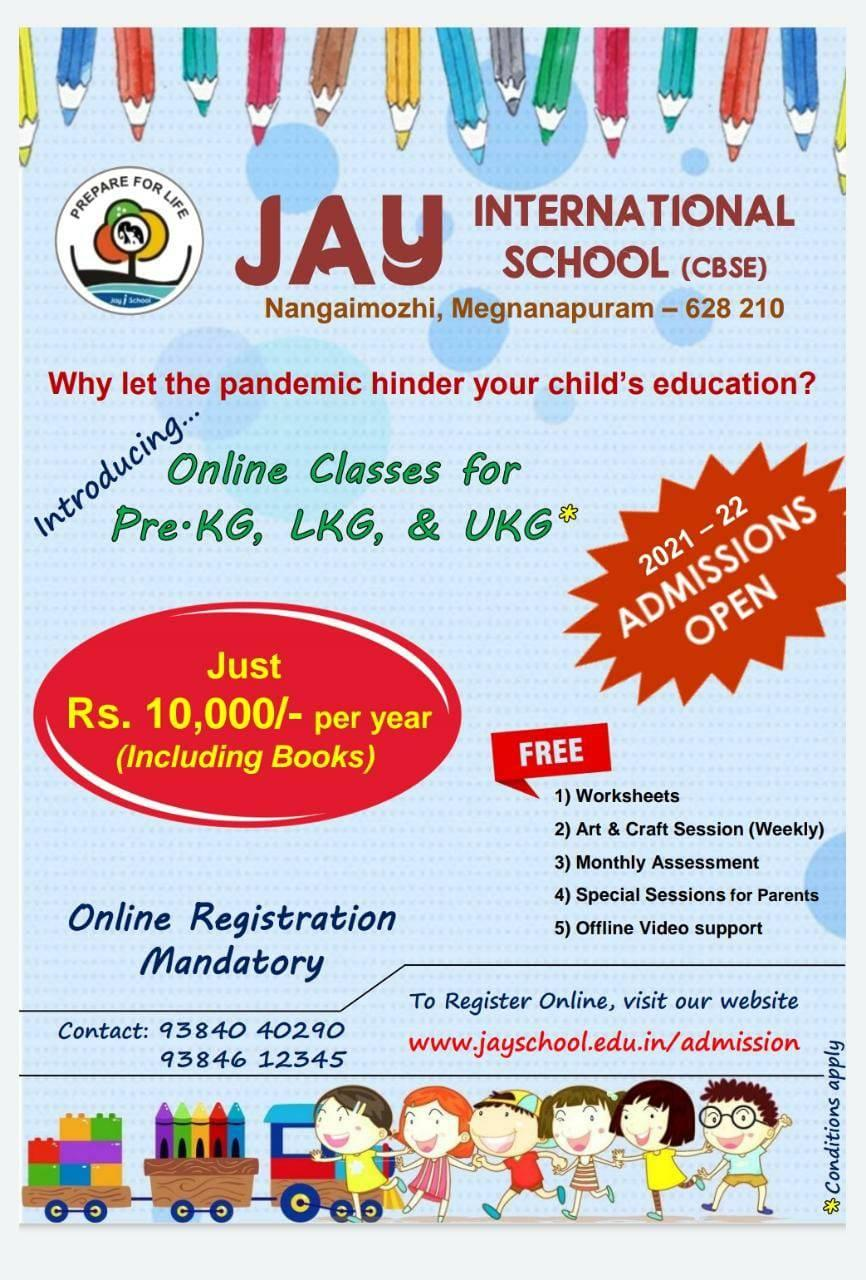 PREPARE FOR LIFE
Jay i School
JAY
INTERNATIONAL
SCHOOL (CBSE)
Nangaimozhi, Megnanapuram – 628 210
Why let the pandemic hinder your child's education?
Introducing...
Online Classes for
Pre-KG, LKG, & UKG*
2021 – 22
ADMISSIONS
OPEN
Just
Rs. 10,000/- per year
(Including Books)
FREE
1) Worksheets
2) Art & Craft Session (Weekly)
3) Monthly Assessment
4) Special Sessions for Parents
5) Offline Video support
Online Registration
Mandatory
Contact: 93840 40290
93846 12345
To Register Online, visit our website
www.jayschool.edu.in/admission
* Conditions apply